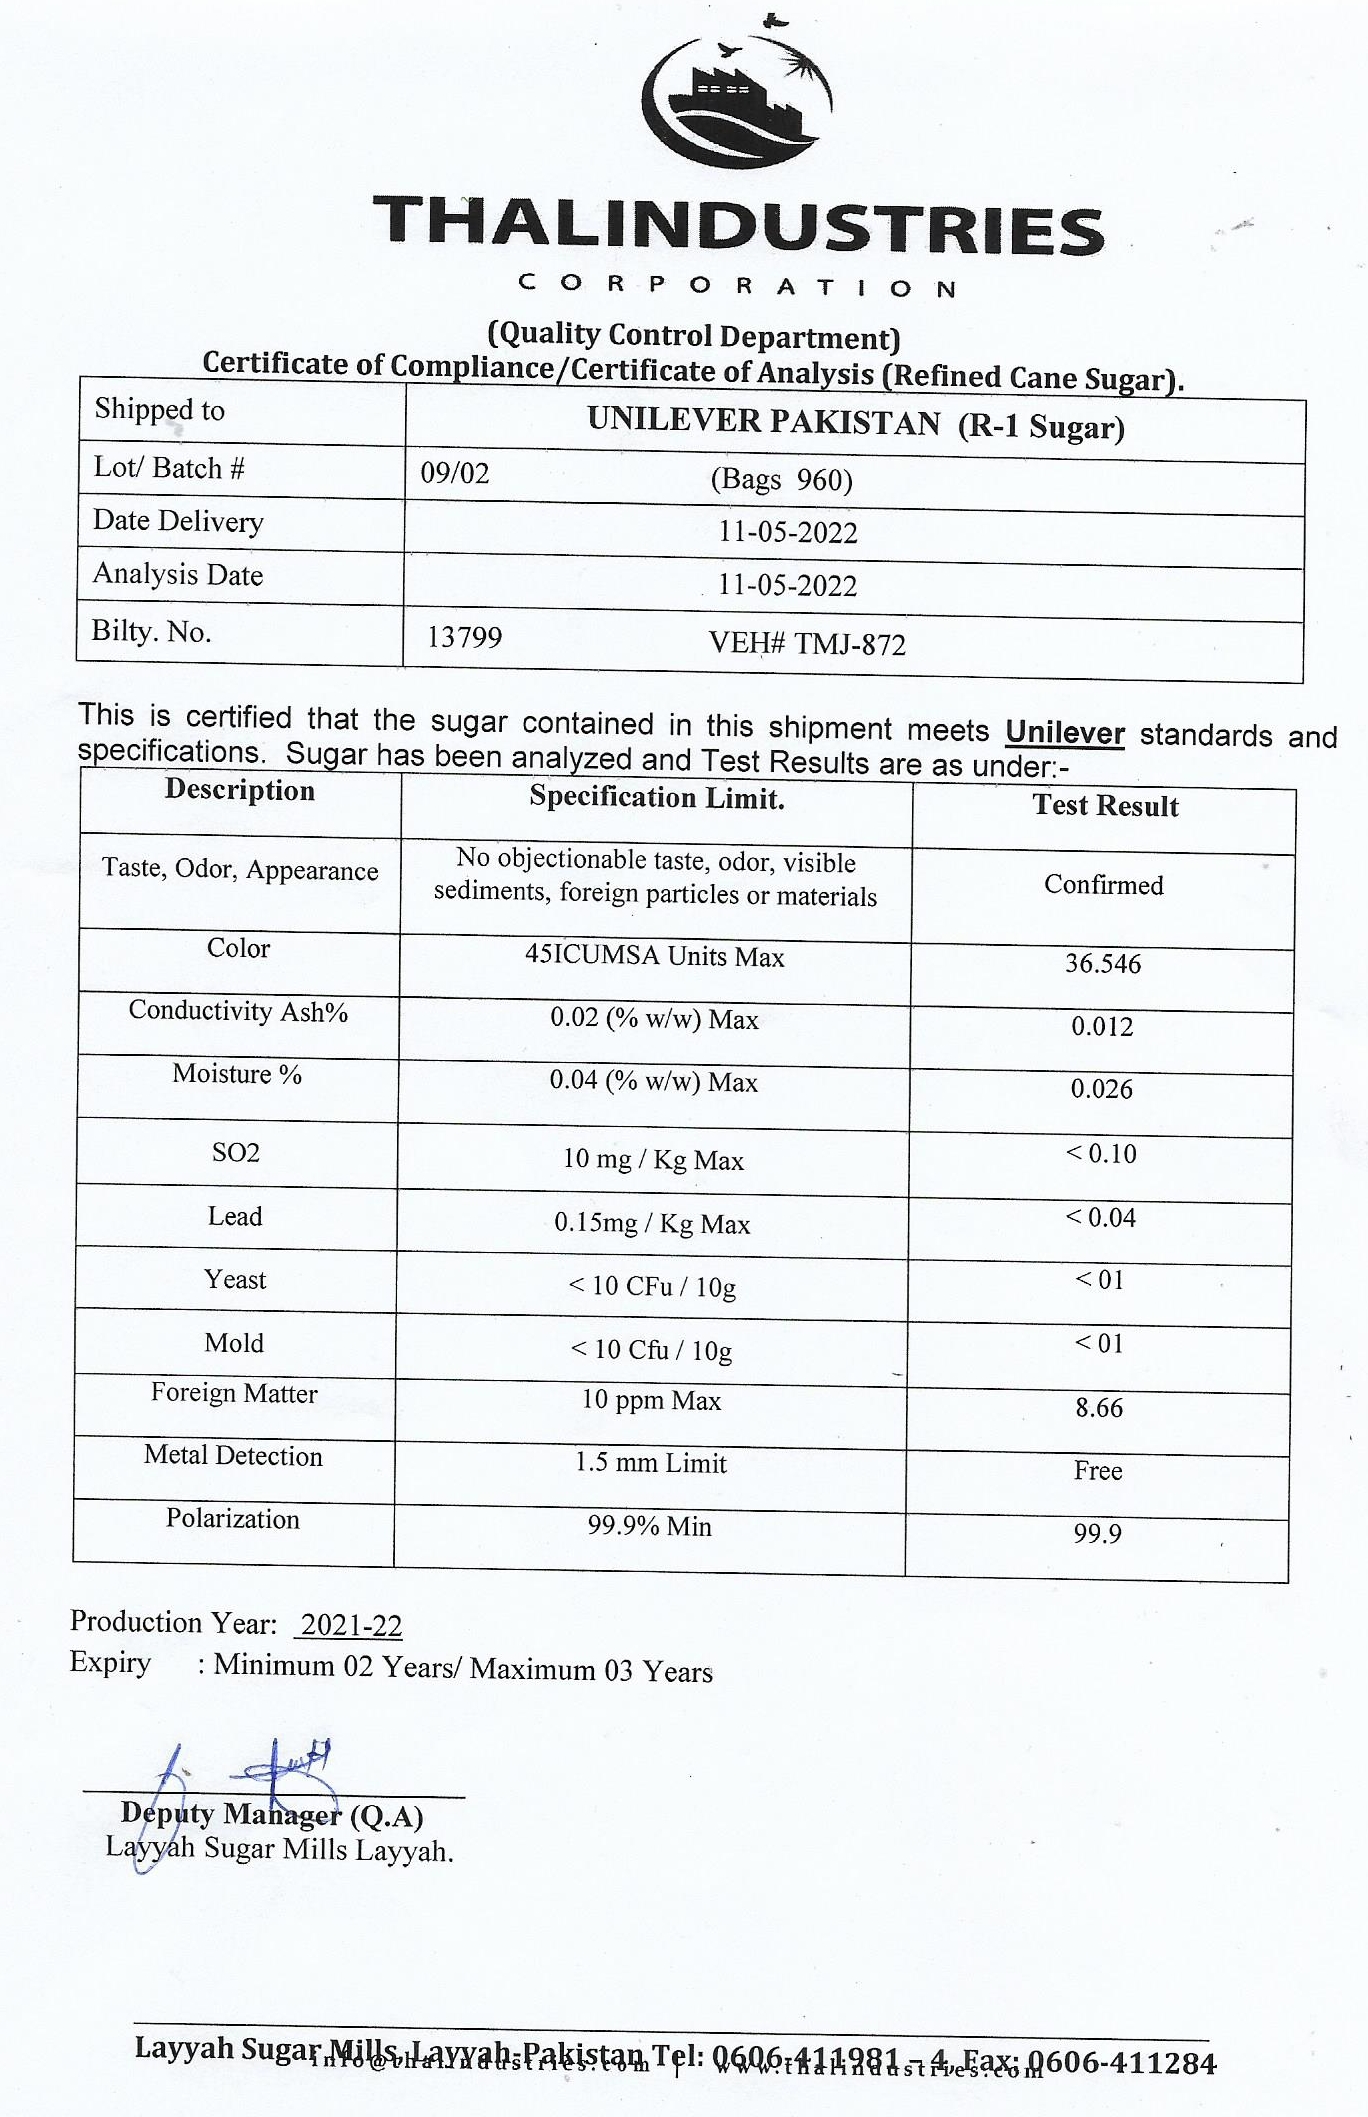 THALINDUSTRIES
CORPORATION
(Quality Control Department)
Certificate of Compliance/Certificate of Analysis (Refined Cane Sugar).
Shipped to UNILEVER PAKISTAN (R-1 Sugar)
Lot/ Batch # 09/02 (Bags 960)
Date Delivery 11-05-2022
Analysis Date 11-05-2022
Bilty. No. 13799 VEH# TMJ-872
This is certified that the sugar contained in this shipment meets Unilever standards and
specifications. Sugar has been analyzed and Test Results are as under:-
Description Specification Limit. Test Result
Taste, Odor, Appearance No objectionable taste, odor, visible
sediments, foreign particles or materials Confirmed
Color 45ICUMSA Units Max 36.546
Conductivity Ash% 0.02 (% w/w) Max 0.012
Moisture % 0.04 (% w/w) Max 0.026
SO2 10 mg / Kg Max < 0.10
Lead 0.15mg / Kg Max < 0.04
Yeast < 10 CFu / 10g < 01
Mold < 10 Cfu / 10g < 01
Foreign Matter 10 ppm Max 8.66
Metal Detection 1.5 mm Limit Free
Polarization 99.9% Min 99.9
Production Year: 2021-22
Expiry : Minimum 02 Years/ Maximum 03 Years
Deputy Manager (Q.A)
Layyah Sugar Mills Layyah.
Layyah Sugar Mills, Layyah-Pakistan Tel: 0606-411981 – 4, Fax: 0606-411284
info@thalindustries.com | www.thalindustries.com